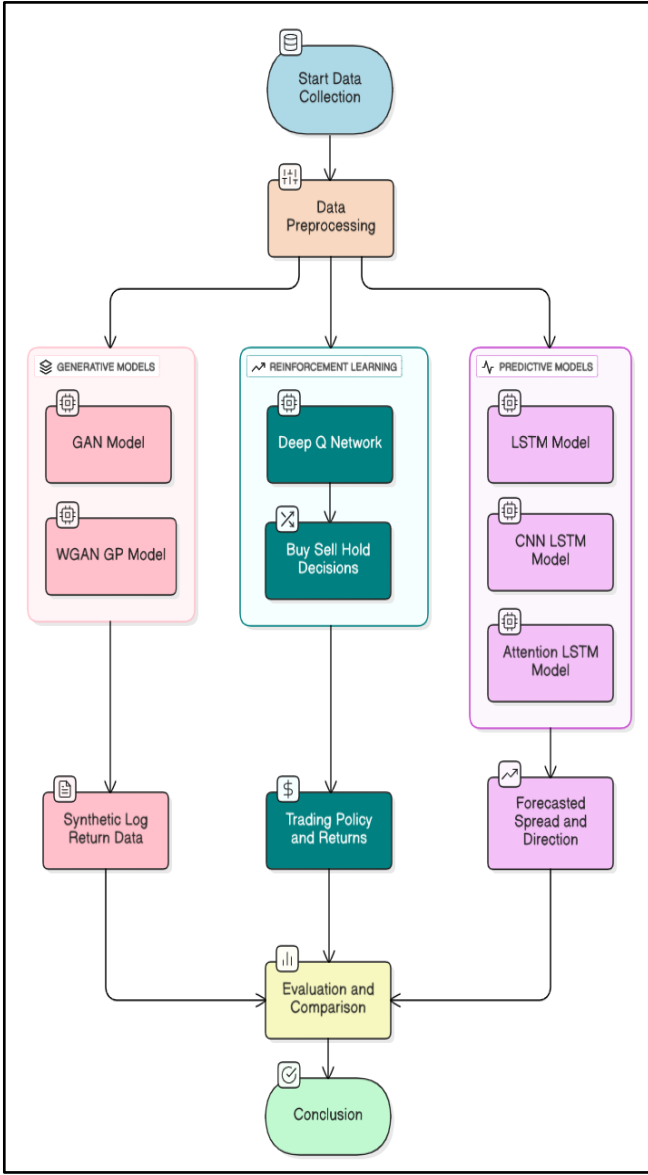 Start Data
Collection
Data
Preprocessing
GENERATIVE MODELS
GAN Model
WGAN GP Model
REINFORCEMENT LEARNING
Deep Q Network
Buy Sell Hold
Decisions
PREDICTIVE MODELS
LSTM Model
CNN LSTM
Model
Attention LSTM
Model
Synthetic Log
Return Data
Trading Policy
and Returns
Forecasted
Spread and
Direction
Evaluation and
Comparison
Conclusion